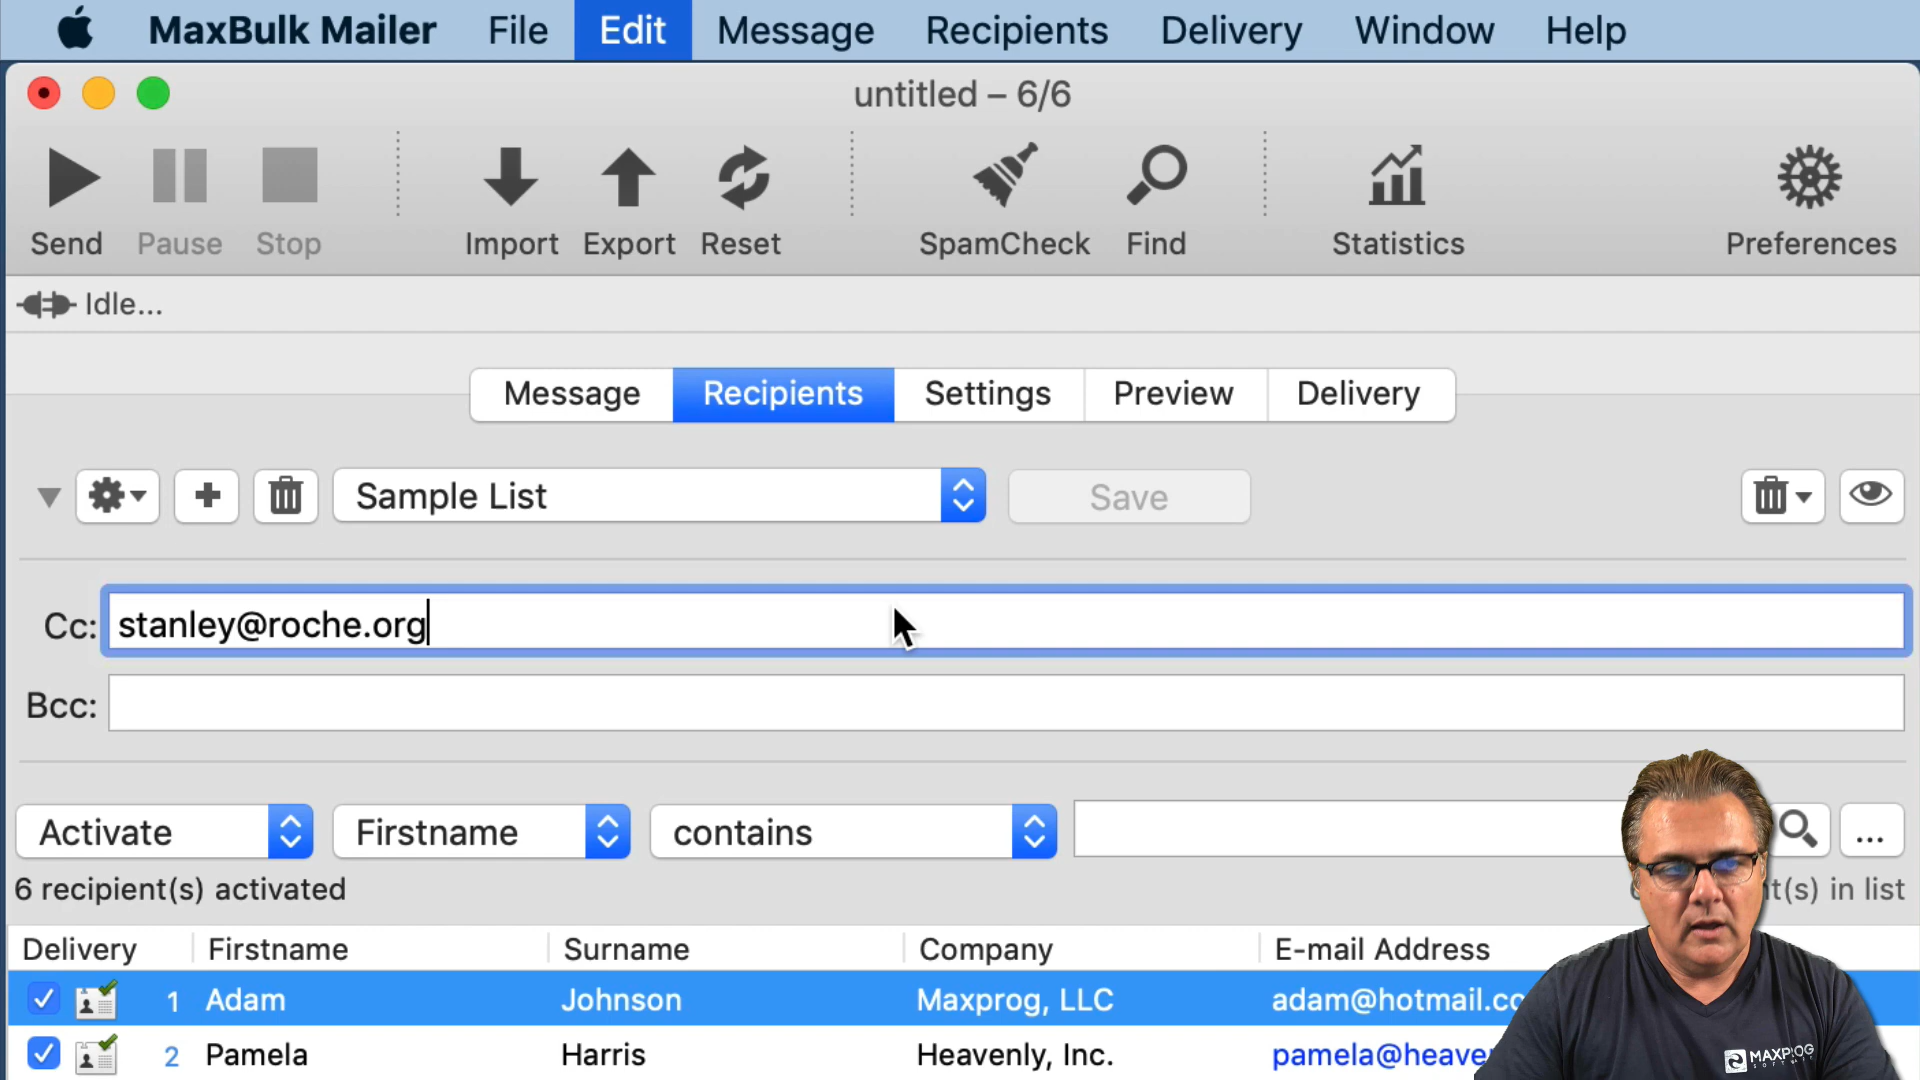 MaxBulk Mailer File Edit Message Recipients Delivery Window Help
untitled – 6/6
Send Pause Stop Import Export Reset SpamCheck Find Statistics Preferences
Idle...
Message Recipients Settings Preview Delivery
Sample List Save
Cc: stanley@roche.org
Bcc:
Activate Firstname contains ...
6 recipient(s) activated in list
Delivery Firstname Surname Company E-mail Address
1 Adam Johnson Maxprog, LLC adam@hotmail.co
2 Pamela Harris Heavenly, Inc. pamela@heave
MAXPROG
SOFTWARE